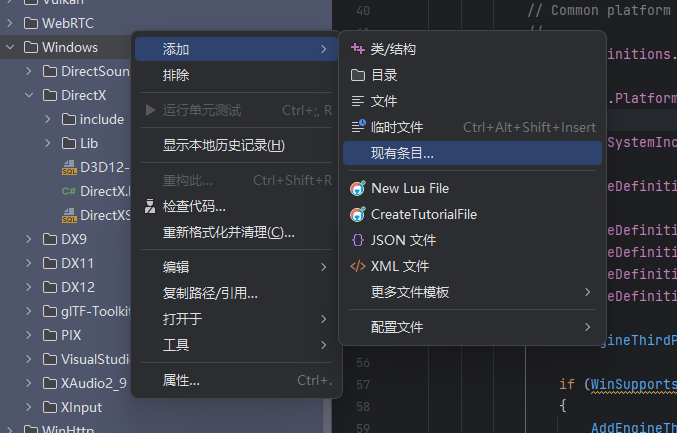 Vulkan
WebRTC
Windows
DirectSoun
DirectX
include
Lib
D3D12-
DirectX.
DirectXS
DX9
DX11
DX12
glTF-Toolkit
PIX
VisualStudi
XAudio2_9
XInput
WinHttp
添加
排除
运行单元测试 Ctrl+;, R
显示本地历史记录(H)
重构此... Ctrl+Shift+R
检查代码...
重新格式化并清理(C)...
编辑
复制路径/引用...
打开于
工具
属性... Ctrl+.
类/结构
目录
文件
临时文件 Ctrl+Alt+Shift+Insert
现有条目...
New Lua File
CreateTutorialFile
JSON 文件
XML 文件
更多文件模板
配置文件
40 // Common platform
//
initions.
.Platform
SystemInc
eDefiniti
eDefiniti
eDefiniti
eDefiniti
ngineThirdP
56
57 if (WinSupports
58 {
59 AddEngineTh